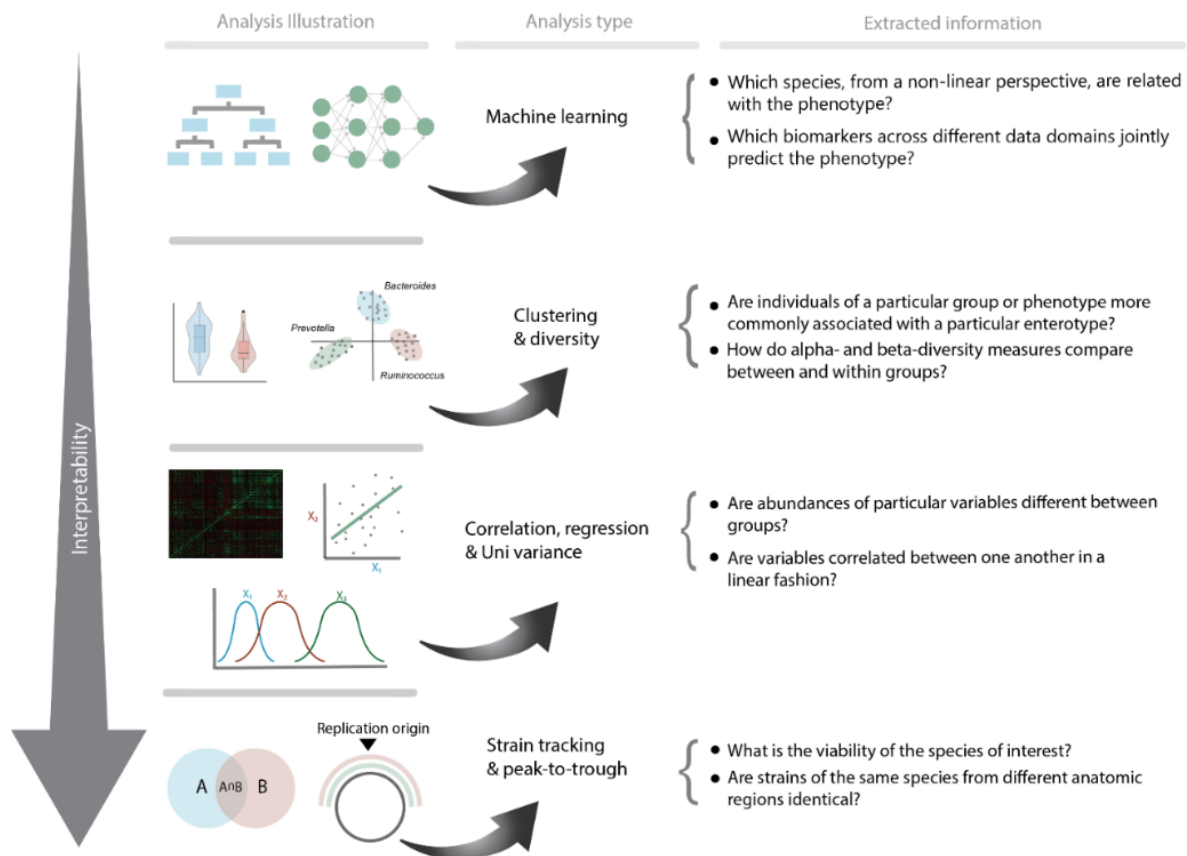 Analysis Illustration
Analysis type
Extracted information
Interpretability
Machine learning
• Which species, from a non-linear perspective, are related
with the phenotype?
• Which biomarkers across different data domains jointly
predict the phenotype?
Bacteroides
Prevotella
Ruminococcus
Clustering
& diversity
• Are individuals of a particular group or phenotype more
commonly associated with a particular enterotype?
• How do alpha- and beta-diversity measures compare
between and within groups?
X₂
X₁
X₁
X₂
X₃
Correlation, regression
& Uni variance
• Are abundances of particular variables different between
groups?
• Are variables correlated between one another in a
linear fashion?
Replication origin
A
A∩B
B
Strain tracking
& peak-to-trough
• What is the viability of the species of interest?
• Are strains of the same species from different anatomic
regions identical?